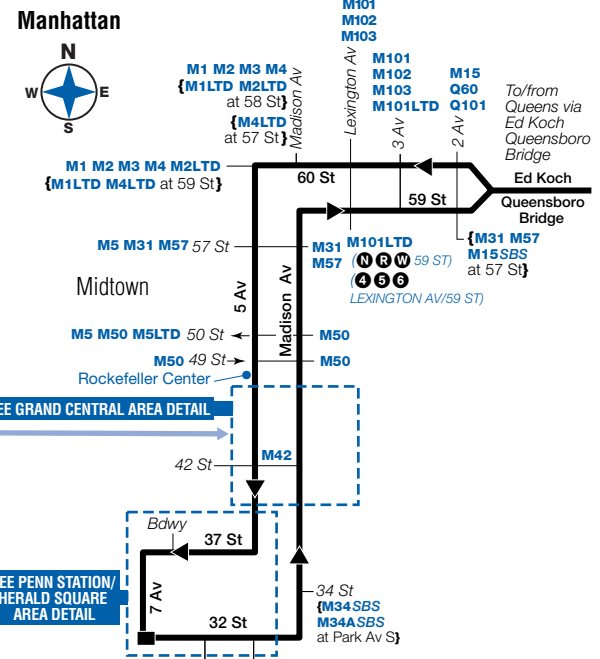 Manhattan
N
W
E
S
M101
M102
M103
Lexington Av
M1 M2 M3 M4
{M1LTD M2LTD
at 58 St}
{M4LTD
at 57 St}
Madison Av
M101
M102
M103
M101LTD
3 Av
M15
Q60
Q101
2 Av
To/from
Queens via
Ed Koch
Queensboro
Bridge
M1 M2 M3 M4 M2LTD
{M1LTD M4LTD at 59 St}
60 St
59 St
Ed Koch
Queensboro
Bridge
M5 M31 M57 57 St
M31
M57
M101LTD
(N R W 59 ST)
(4 5 6
LEXINGTON AV/59 ST)
{M31 M57
M15SBS
at 57 St}
Midtown
5 Av
Madison Av
M5 M50 M5LTD 50 St
M50
M50 49 St
M50
Rockefeller Center
EE GRAND CENTRAL AREA DETAIL
42 St
M42
Bdwy
37 St
7 Av
EE PENN STATION/
HERALD SQUARE
AREA DETAIL
32 St
34 St
{M34SBS
M34ASBS
at Park Av S}